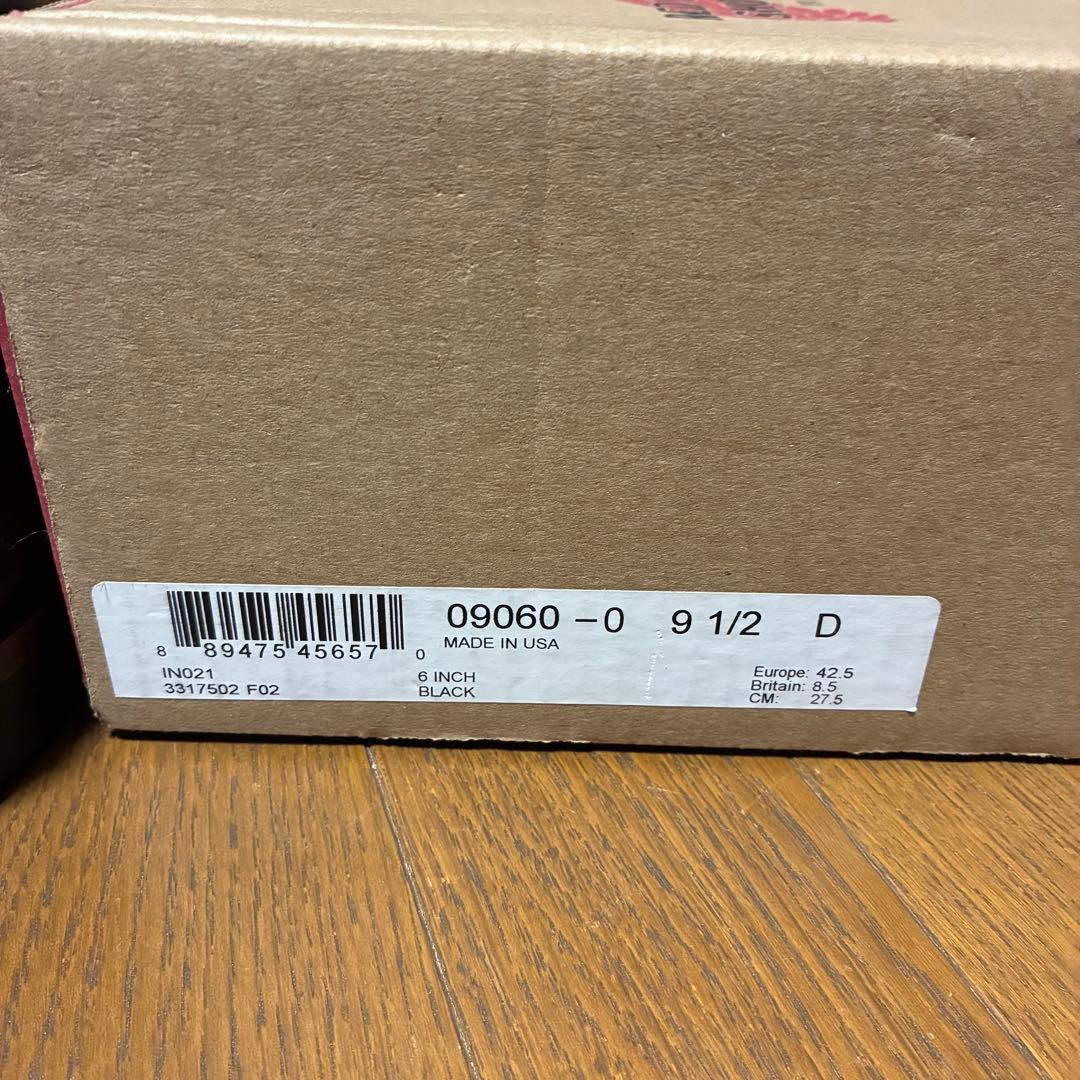 09060 – 0 9 1/2 D
MADE IN USA
8 89475 45657 0
IN021
3317502 F02
6 INCH
BLACK
Europe: 42.5
Britain: 8.5
CM: 27.5